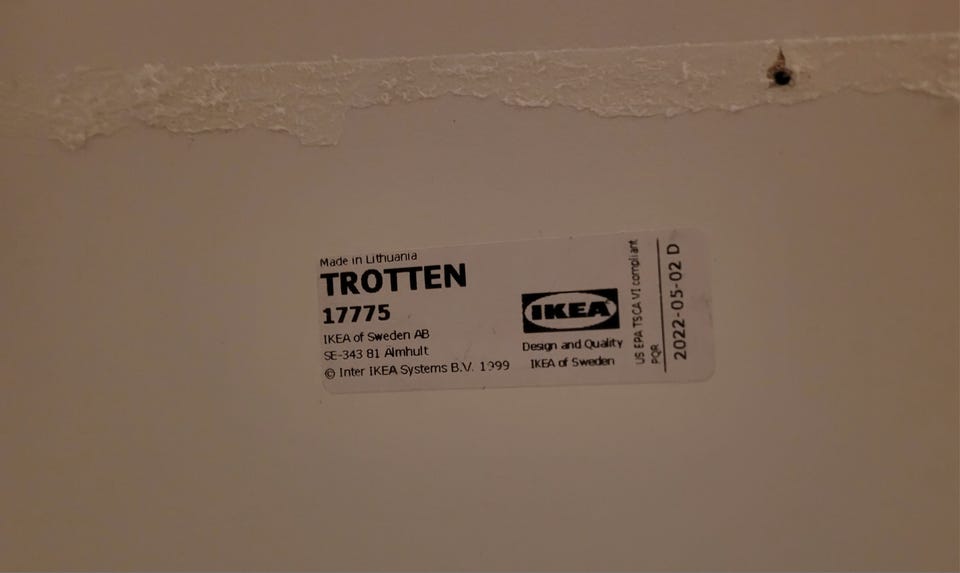 Made in Lithuania
TROTTEN
17775
IKEA of Sweden AB
SE-343 81 Älmhult
© Inter IKEA Systems B.V. 1999
IKEA
Design and Quality
IKEA of Sweden
US EPA TSCA VI compliant
PQR
2022-05-02 D